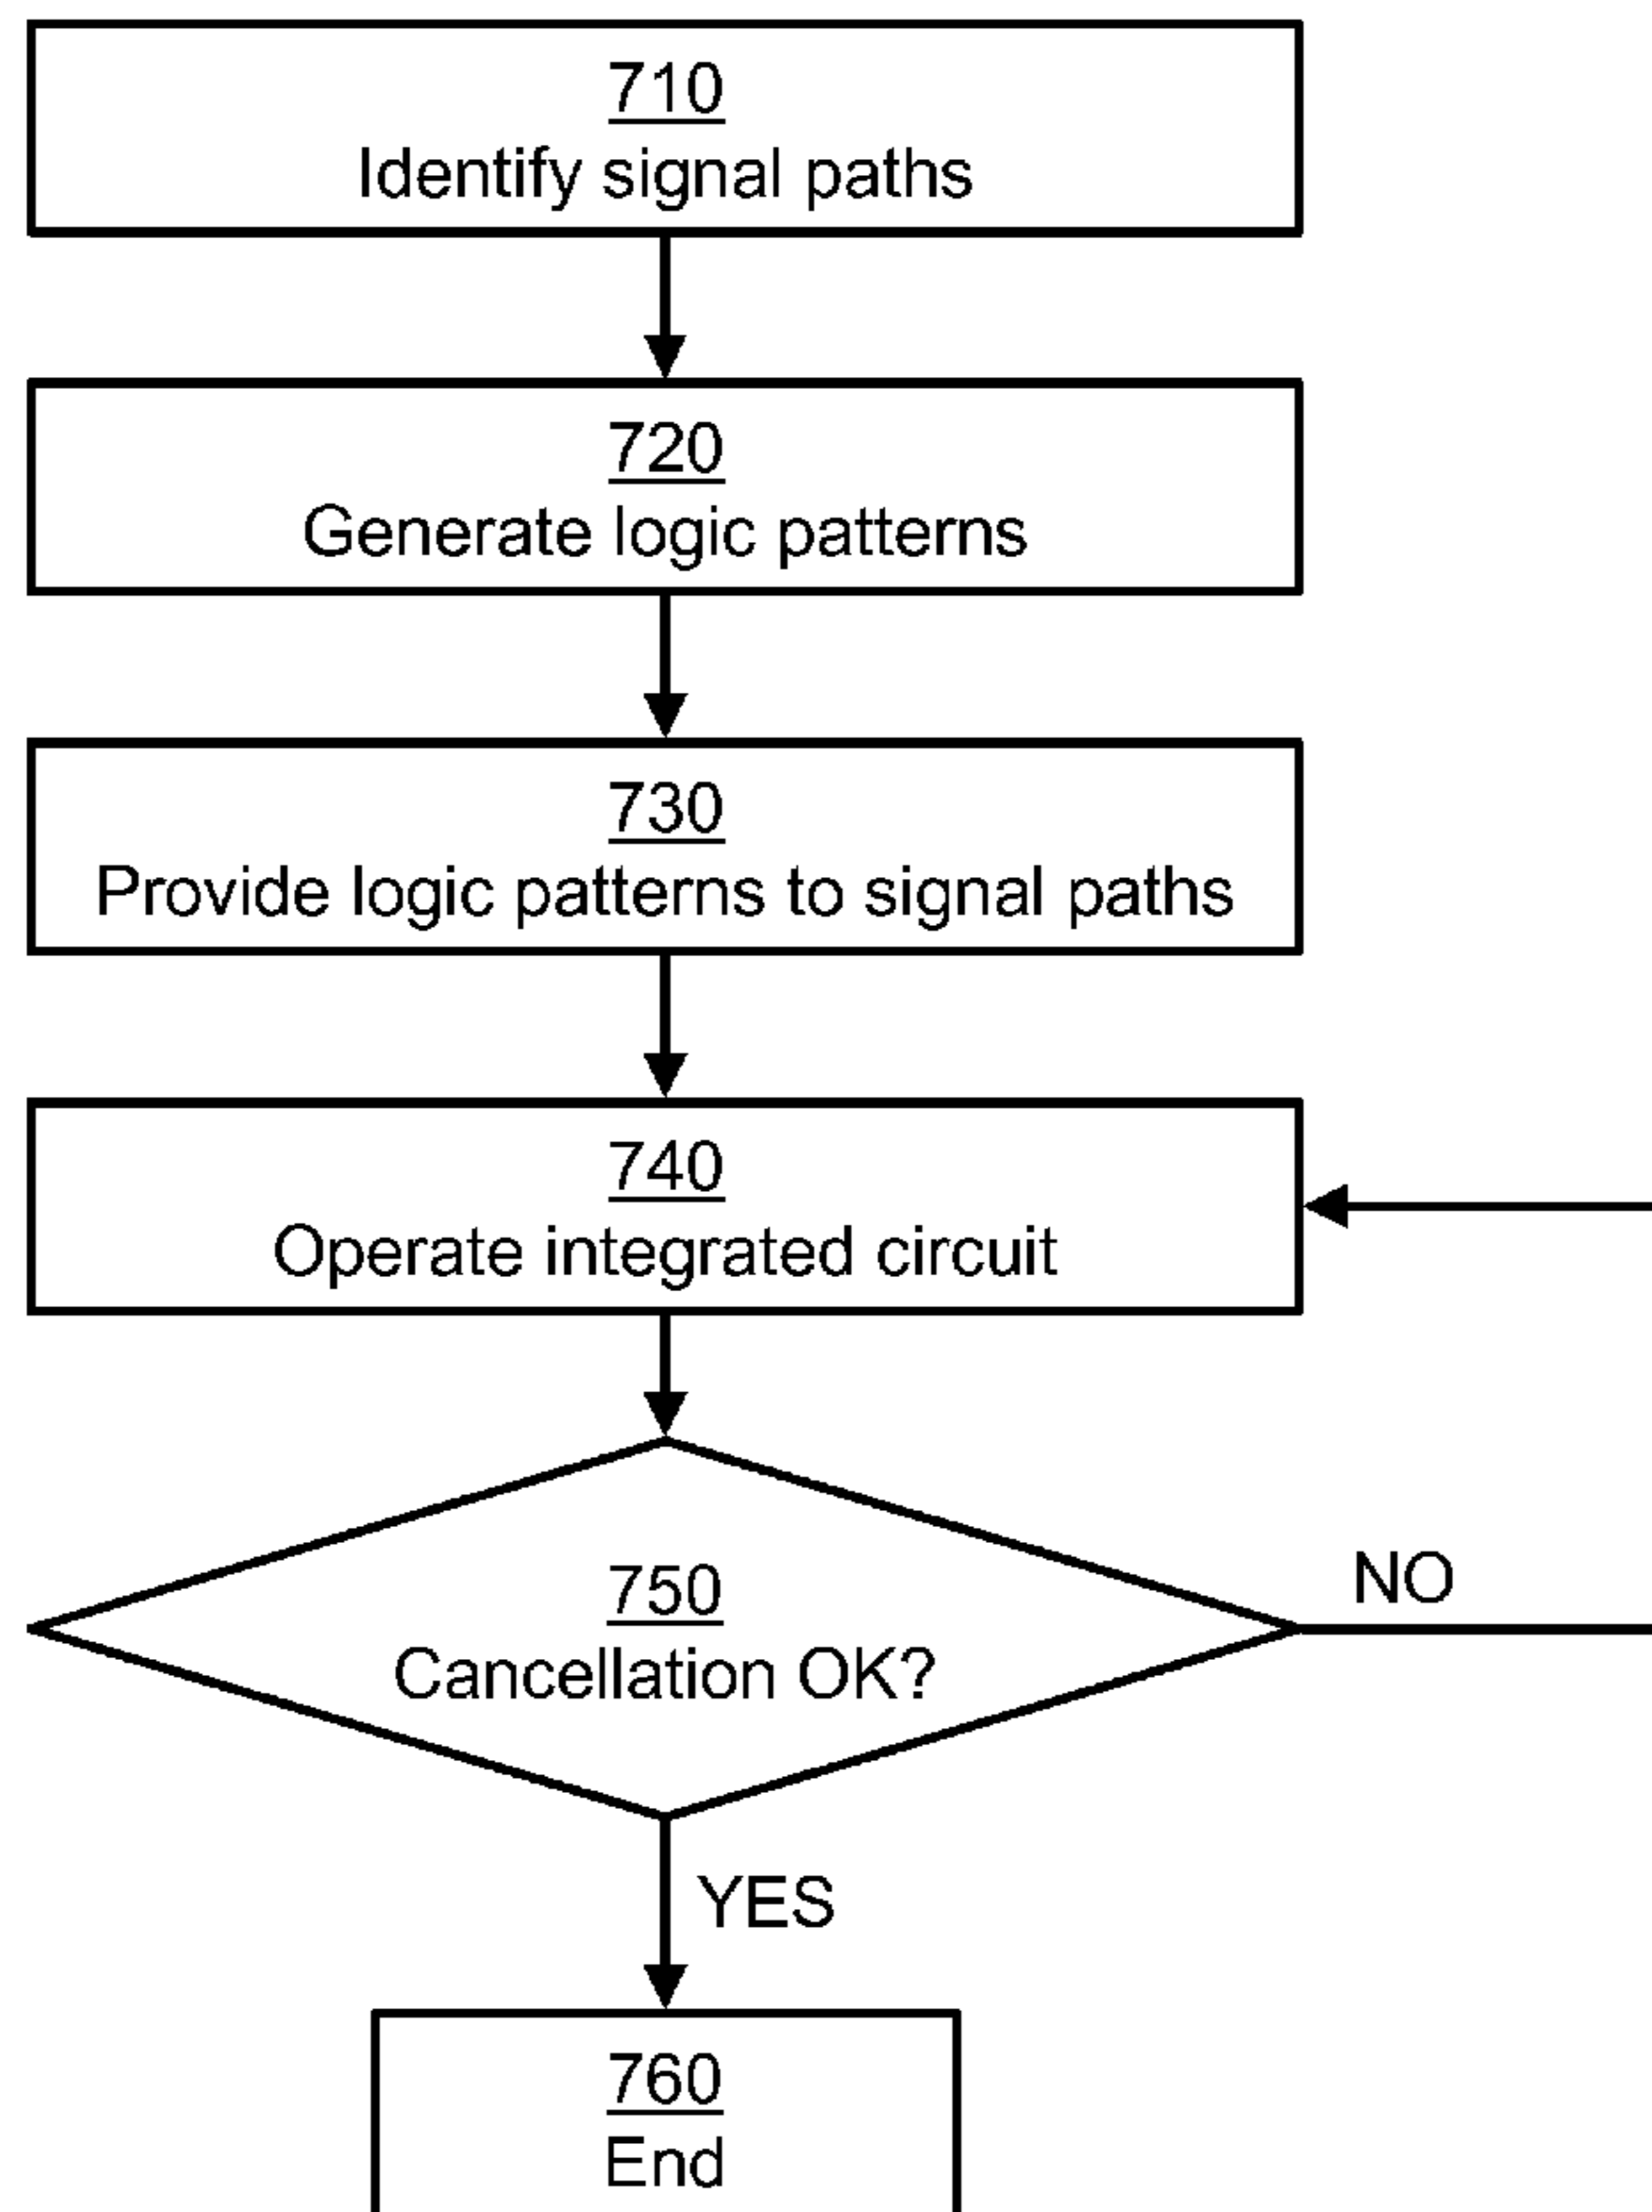 710
Identify signal paths
720
Generate logic patterns
730
Provide logic patterns to signal paths
740
Operate integrated circuit
750
Cancellation OK?
NO
YES
760
End